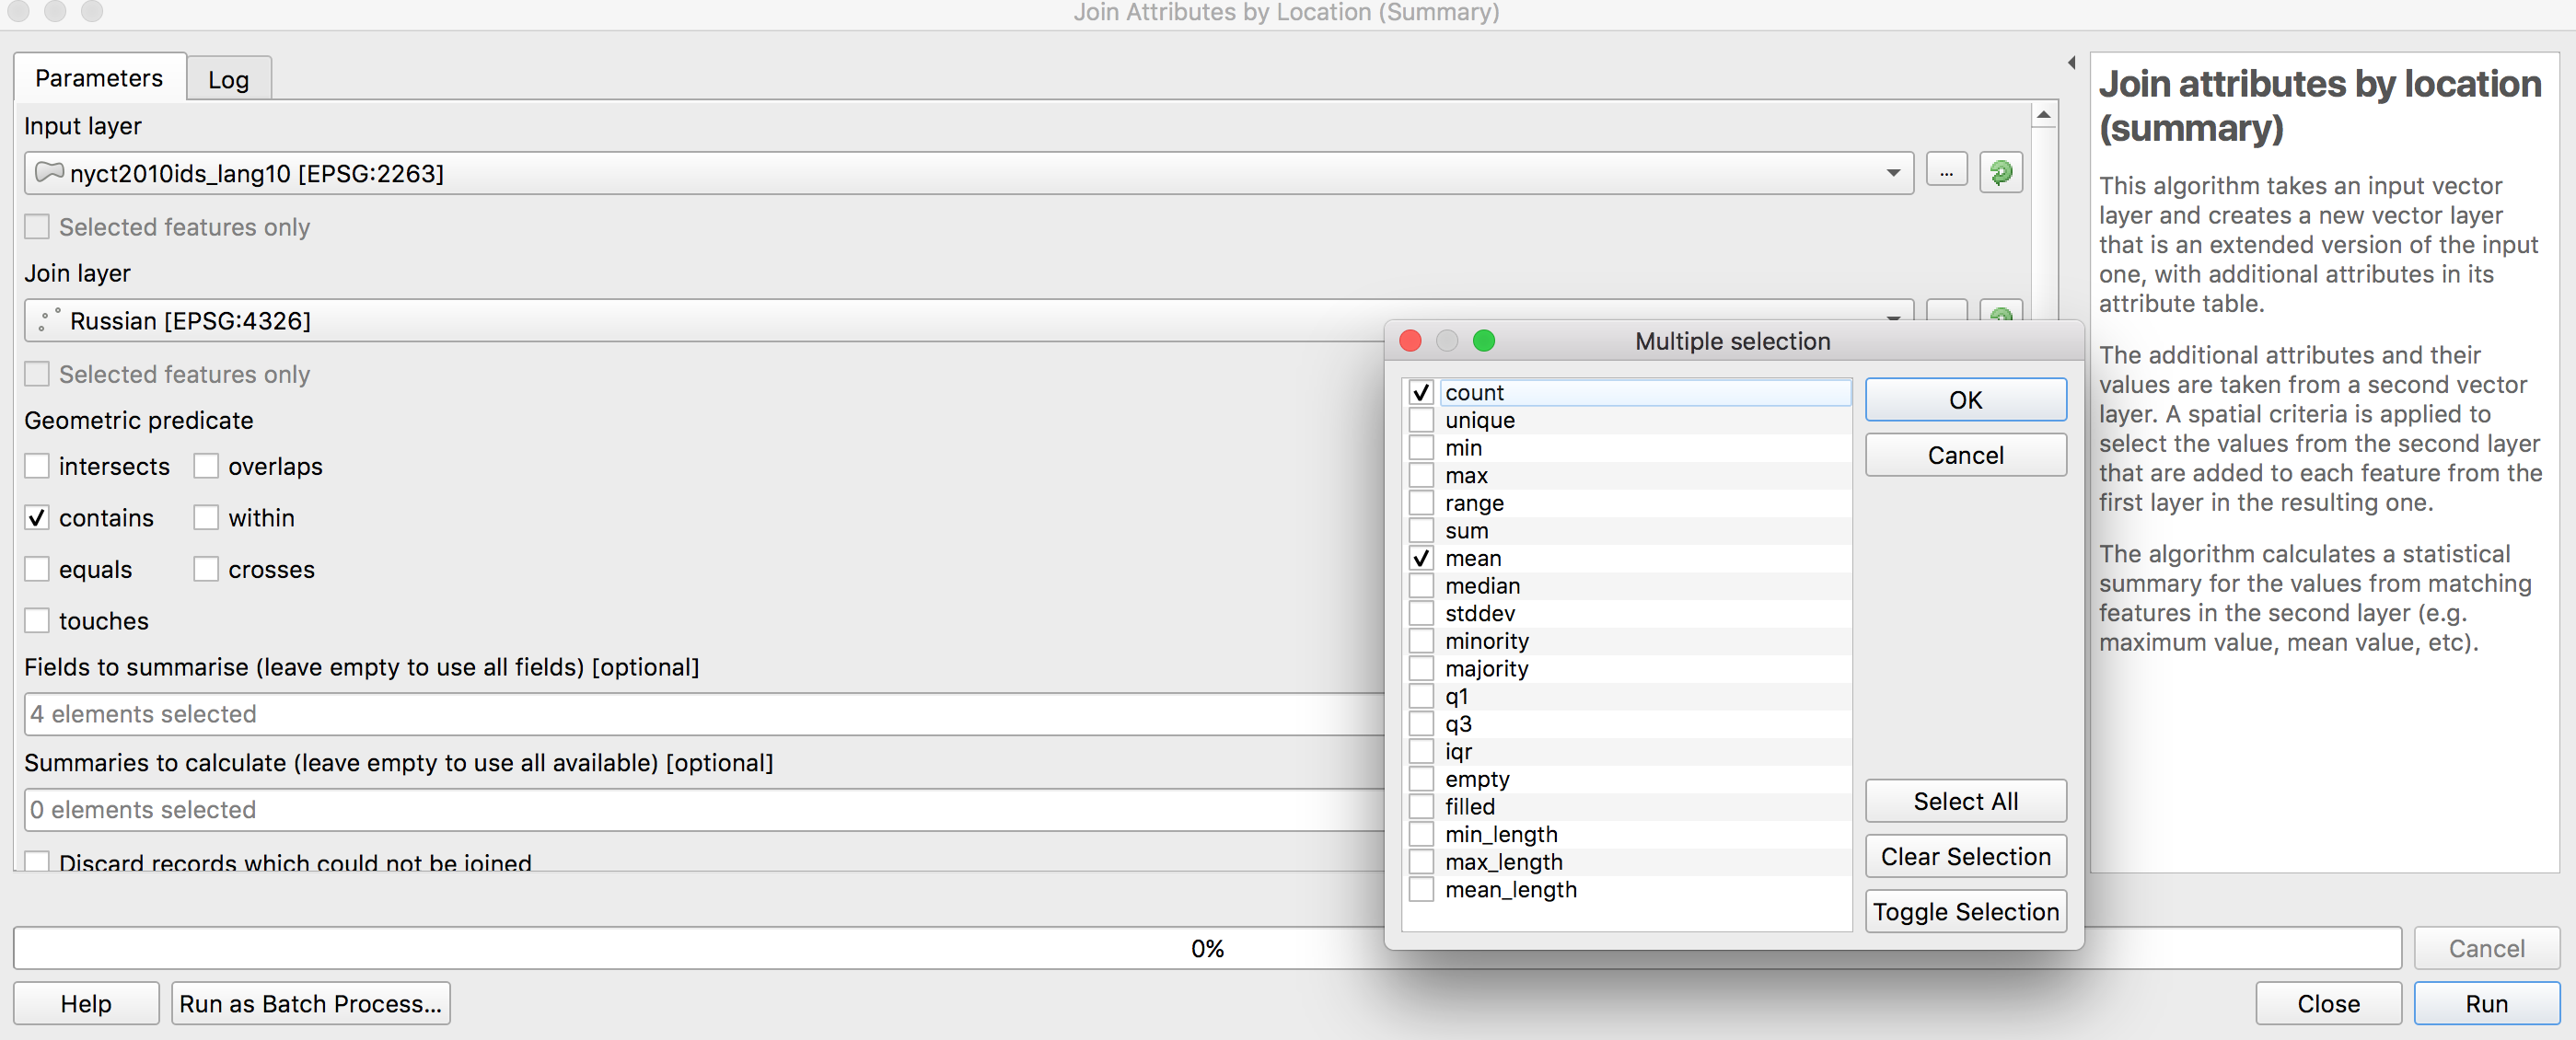 Join Attributes by Location (Summary)
Parameters
Log
Input layer
nyct2010ids_lang10 [EPSG:2263]
...
Selected features only
Join layer
Russian [EPSG:4326]
Selected features only
Geometric predicate
intersects
overlaps
contains
within
equals
crosses
touches
Fields to summarise (leave empty to use all fields) [optional]
4 elements selected
Summaries to calculate (leave empty to use all available) [optional]
0 elements selected
Discard records which could not be joined
Multiple selection
count
unique
min
max
range
sum
mean
median
stddev
minority
majority
q1
q3
iqr
empty
filled
min_length
max_length
mean_length
OK
Cancel
Select All
Clear Selection
Toggle Selection
Join attributes by location
(summary)
This algorithm takes an input vector
layer and creates a new vector layer
that is an extended version of the input
one, with additional attributes in its
attribute table.
The additional attributes and their
values are taken from a second vector
layer. A spatial criteria is applied to
select the values from the second layer
that are added to each feature from the
first layer in the resulting one.
The algorithm calculates a statistical
summary for the values from matching
features in the second layer (e.g.
maximum value, mean value, etc).
0%
Cancel
Help
Run as Batch Process...
Close
Run